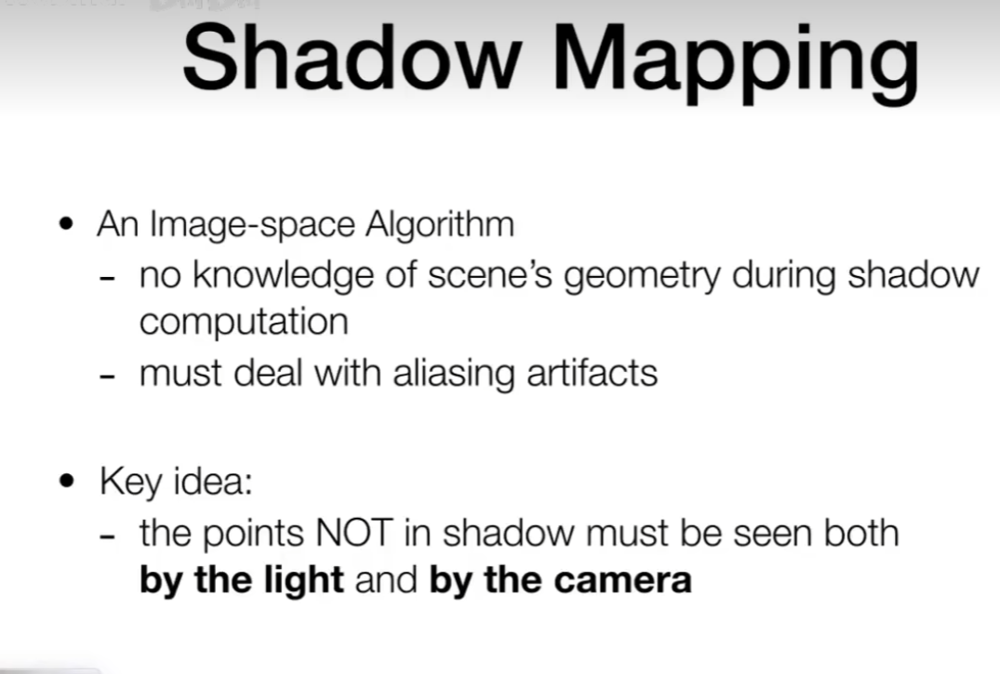 Shadow Mapping
• An Image-space Algorithm
- no knowledge of scene’s geometry during shadow
computation
- must deal with aliasing artifacts
• Key idea:
- the points NOT in shadow must be seen both
by the light and by the camera